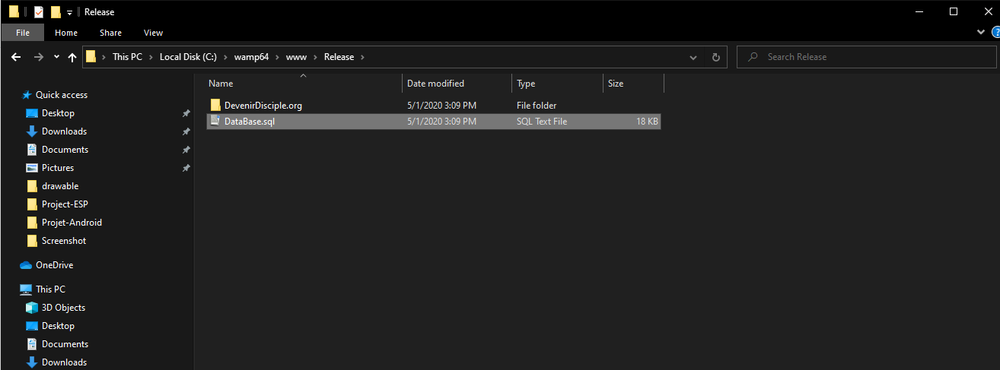 Release
File Home Share View
This PC Local Disk (C:) wamp64 www Release
Search Release
Name Date modified Type Size
DevenirDisciple.org 5/1/2020 3:09 PM File folder
DataBase.sql 5/1/2020 3:09 PM SQL Text File 18 KB
Quick access
Desktop
Downloads
Documents
Pictures
drawable
Project-ESP
Projet-Android
Screenshot
OneDrive
This PC
3D Objects
Desktop
Documents
Downloads